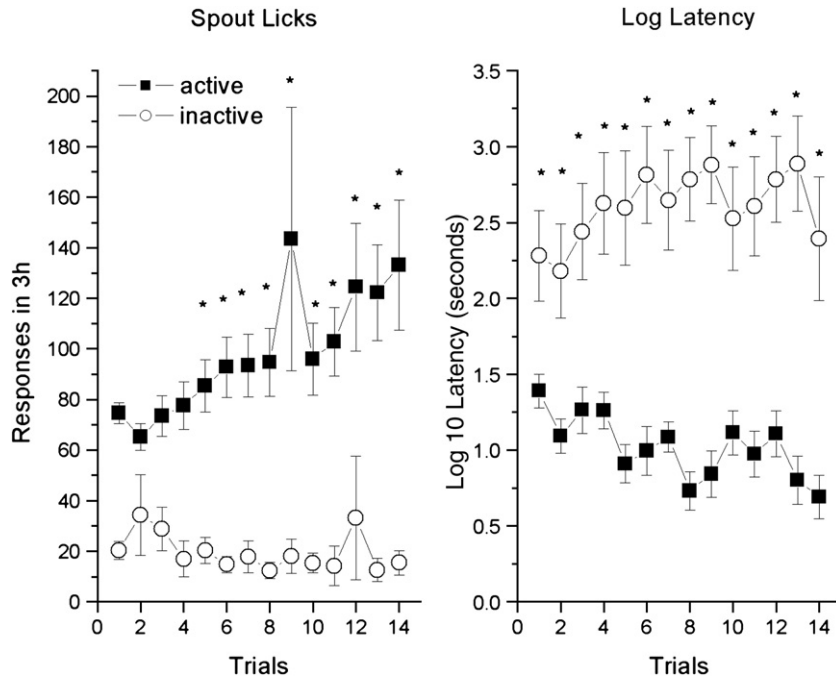 Spout Licks
Log Latency
active
inactive
Responses in 3h
200
180
160
140
120
100
80
60
40
20
0
0 2 4 6 8 10 12 14
Trials
Log 10 Latency (seconds)
3.5
3.0
2.5
2.0
1.5
1.0
0.5
0.0
0 2 4 6 8 10 12 14
Trials